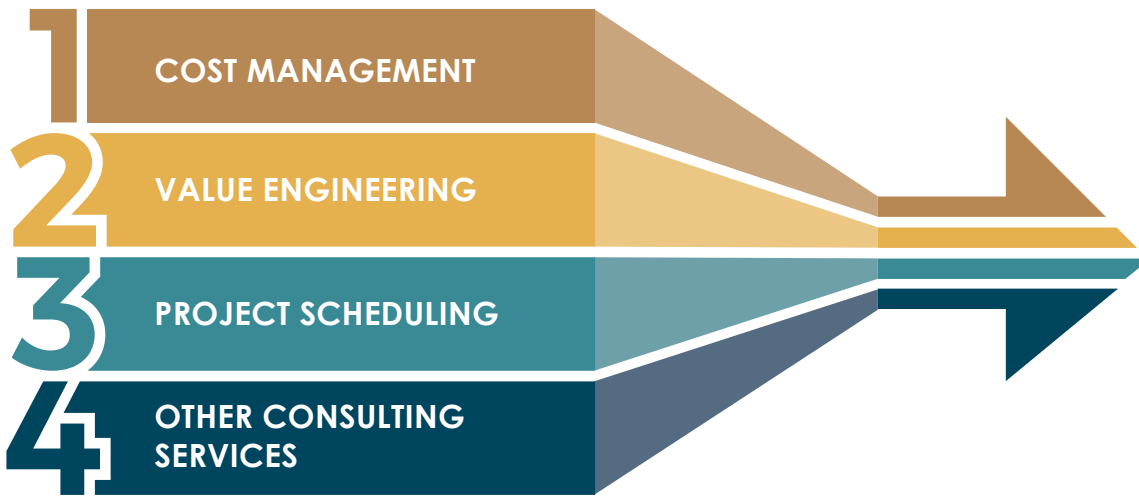 1 COST MANAGEMENT
2 VALUE ENGINEERING
3 PROJECT SCHEDULING
4 OTHER CONSULTING
SERVICES